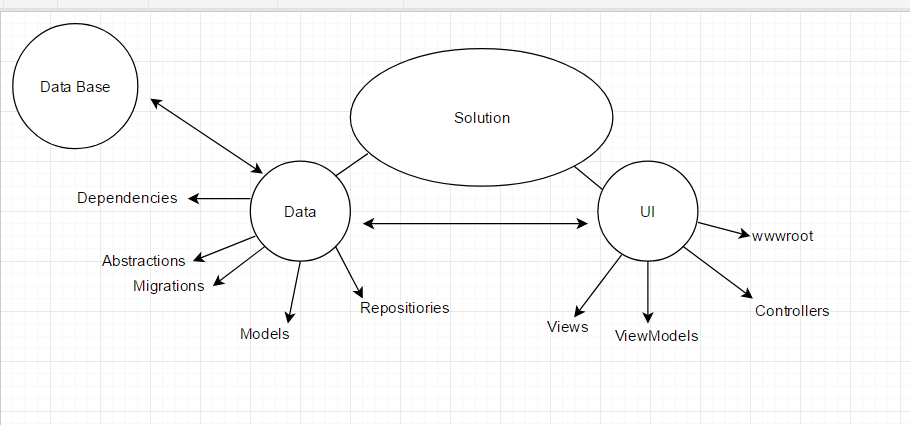 Data Base
Solution
Dependencies
Data
UI
wwwroot
Abstractions
Migrations
Repositiories
Controllers
Models
Views
ViewModels